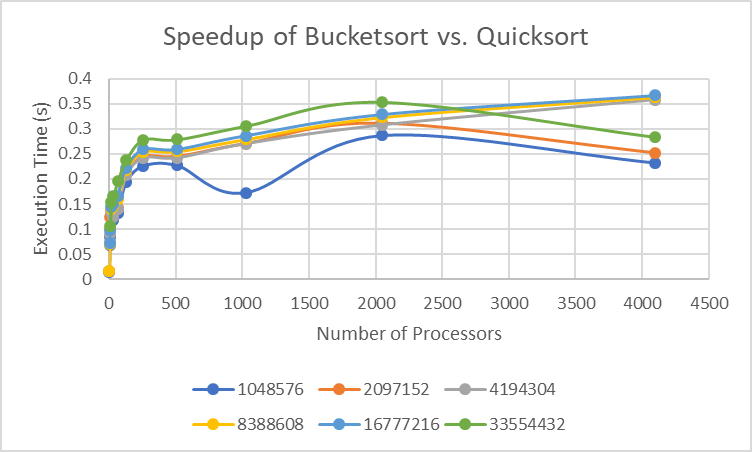 Speedup of Bucketsort vs. Quicksort
0.4
0.35
0.3
0.25
0.2
0.15
0.1
0.05
0
Execution Time (s)
0 500 1000 1500 2000 2500 3000 3500 4000 4500
Number of Processors
1048576 2097152 4194304
8388608 16777216 33554432